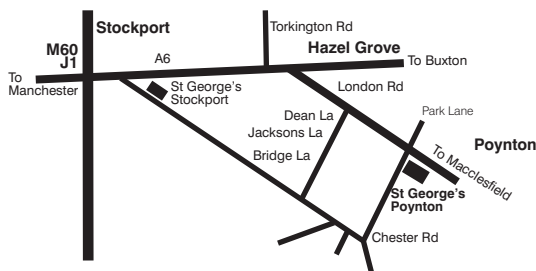 Stockport
Torkington Rd
M60
J1
A6
Hazel Grove
To Buxton
To
Manchester
St George's
Stockport
London Rd
Dean La
Jacksons La
Bridge La
Park Lane
Poynton
To Macclesfield
St George's
Poynton
Chester Rd